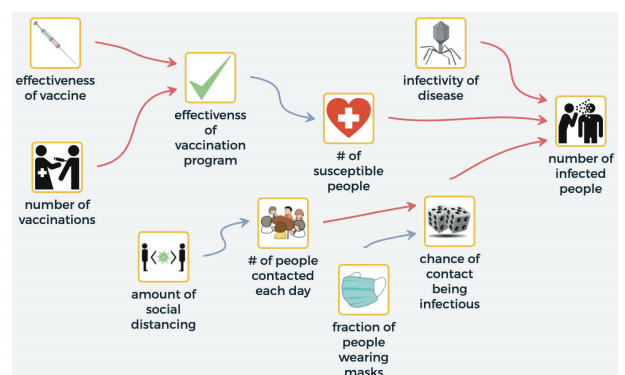 effectiveness
of vaccine
infectivity of
disease
effectivenss
of
vaccination
program
# of
susceptible
people
number of
infected
people
number of
vaccinations
# of people
contacted
each day
chance of
contact
being
infectious
amount of
social
distancing
fraction of
people
wearing
masks